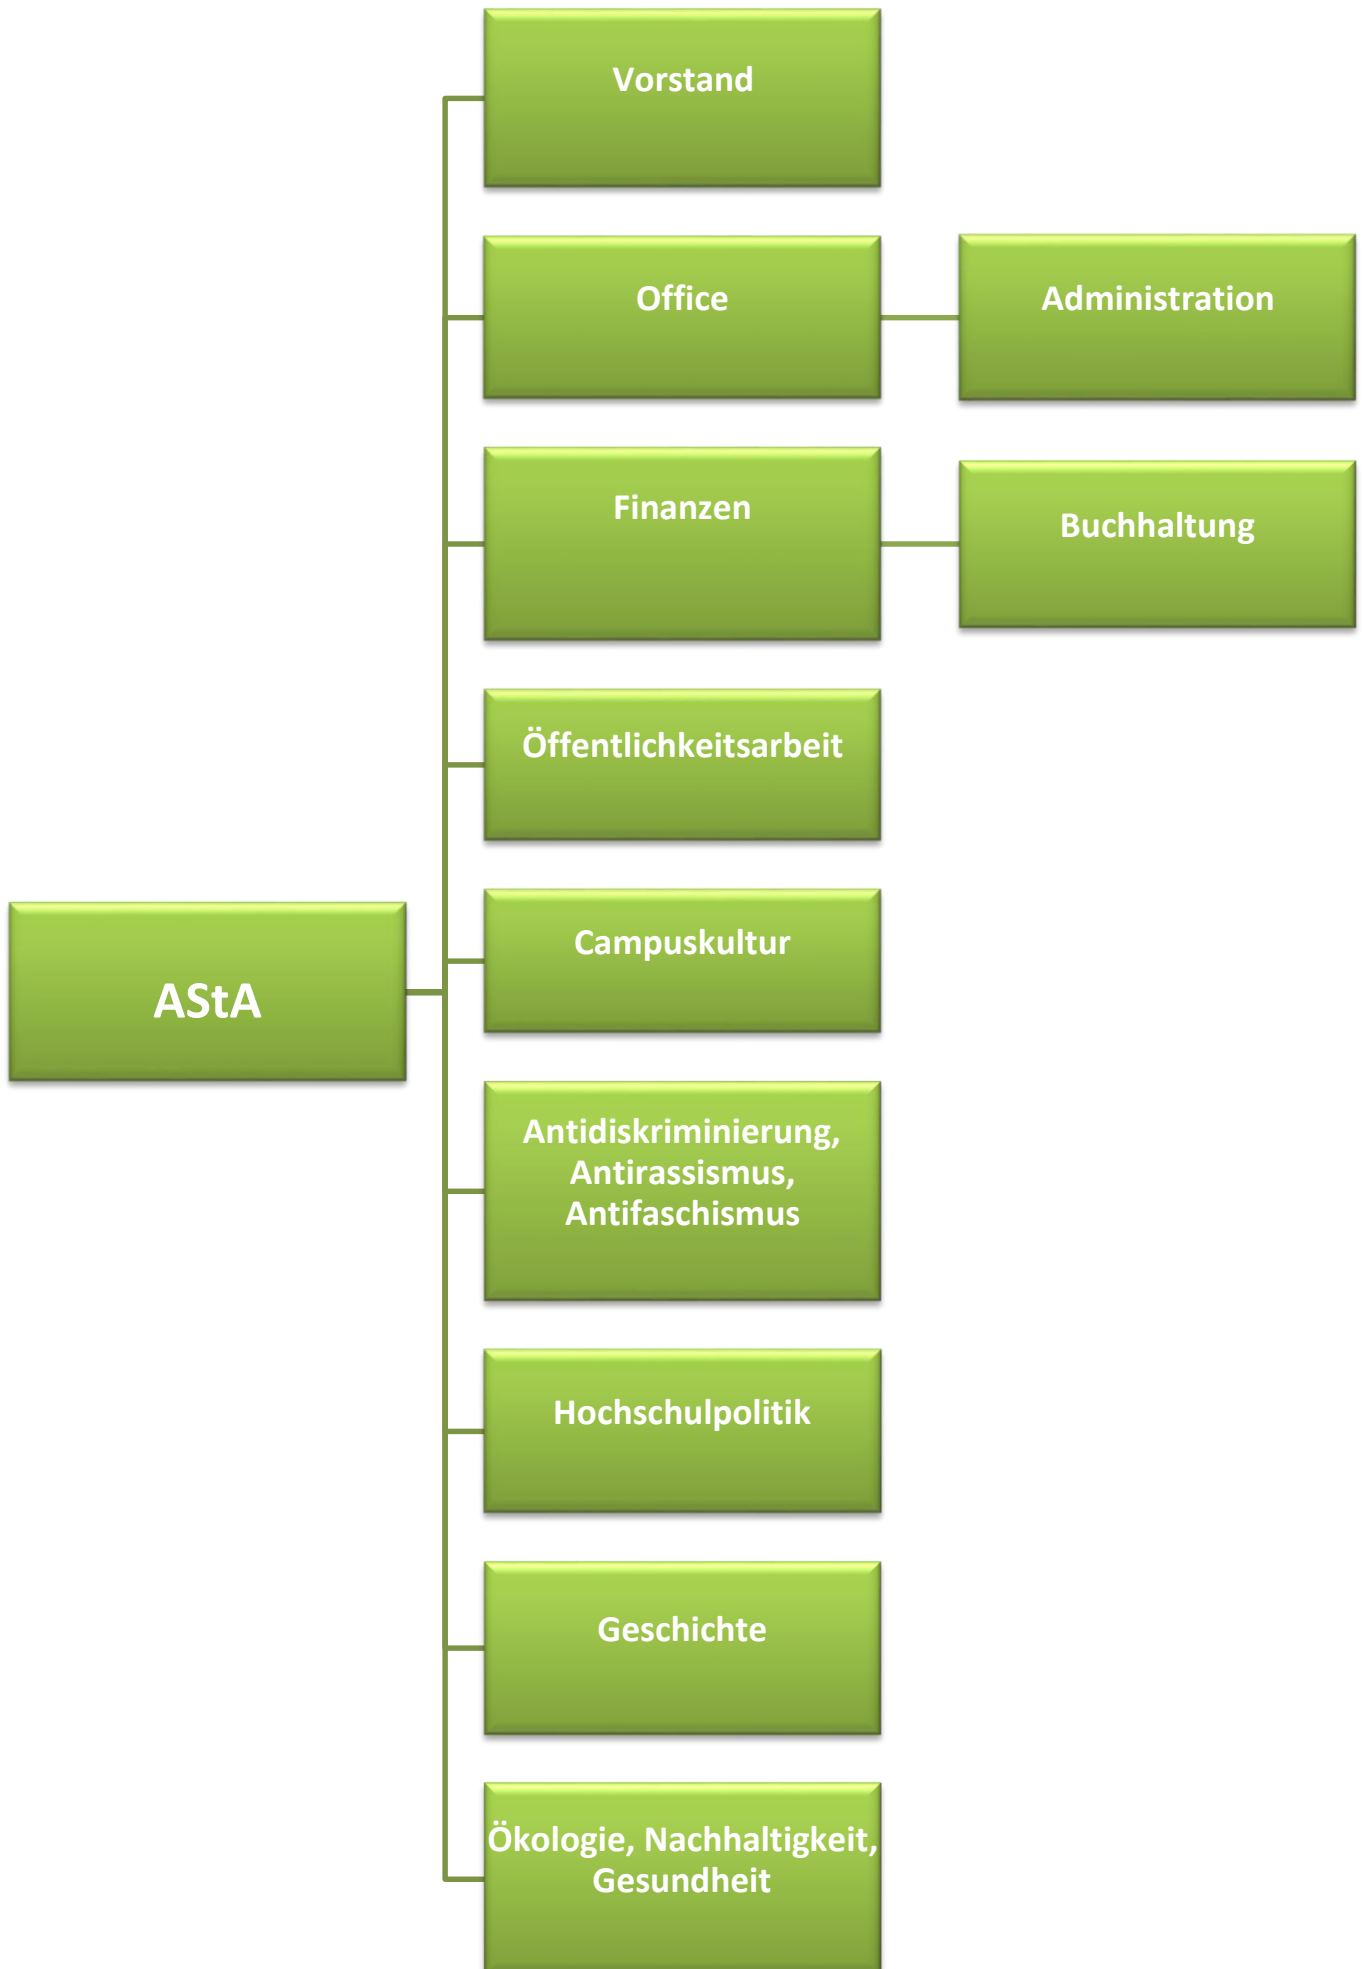 Vorstand
Office
Administration
Finanzen
Buchhaltung
Öffentlichkeitsarbeit
Campuskultur
AStA
Antidiskriminierung,
Antirassismus,
Antifaschismus
Hochschulpolitik
Geschichte
Ökologie, Nachhaltigkeit,
Gesundheit